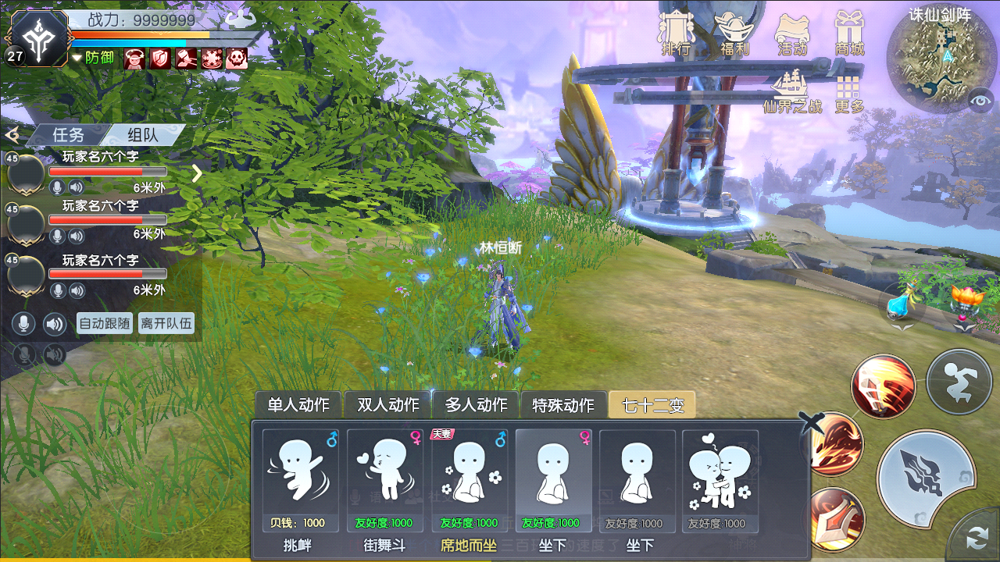 战力：9999999
27
防御
排行
福利
活动
商城
诛仙剑阵
仙界之战
更多
任务
组队
45
玩家名六个字
6米外
45
玩家名六个字
6米外
45
玩家名六个字
6米外
自动跟随
离开队伍
林恒断
单人动作
双人动作
多人动作
特殊动作
七十二变
夫妻
贝钱：1000
友好度:1000
友好度:1000
友好度:1000
友好度:1000
友好度:1000
挑衅
街舞斗
席地而坐
坐下
坐下